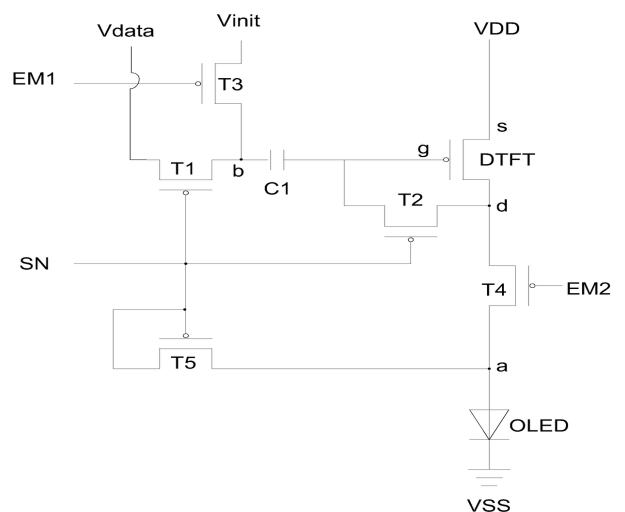 Vdata
Vinit
VDD
EM1
T3
s
g
DTFT
T1
b
C1
T2
d
SN
T4
EM2
T5
a
OLED
VSS